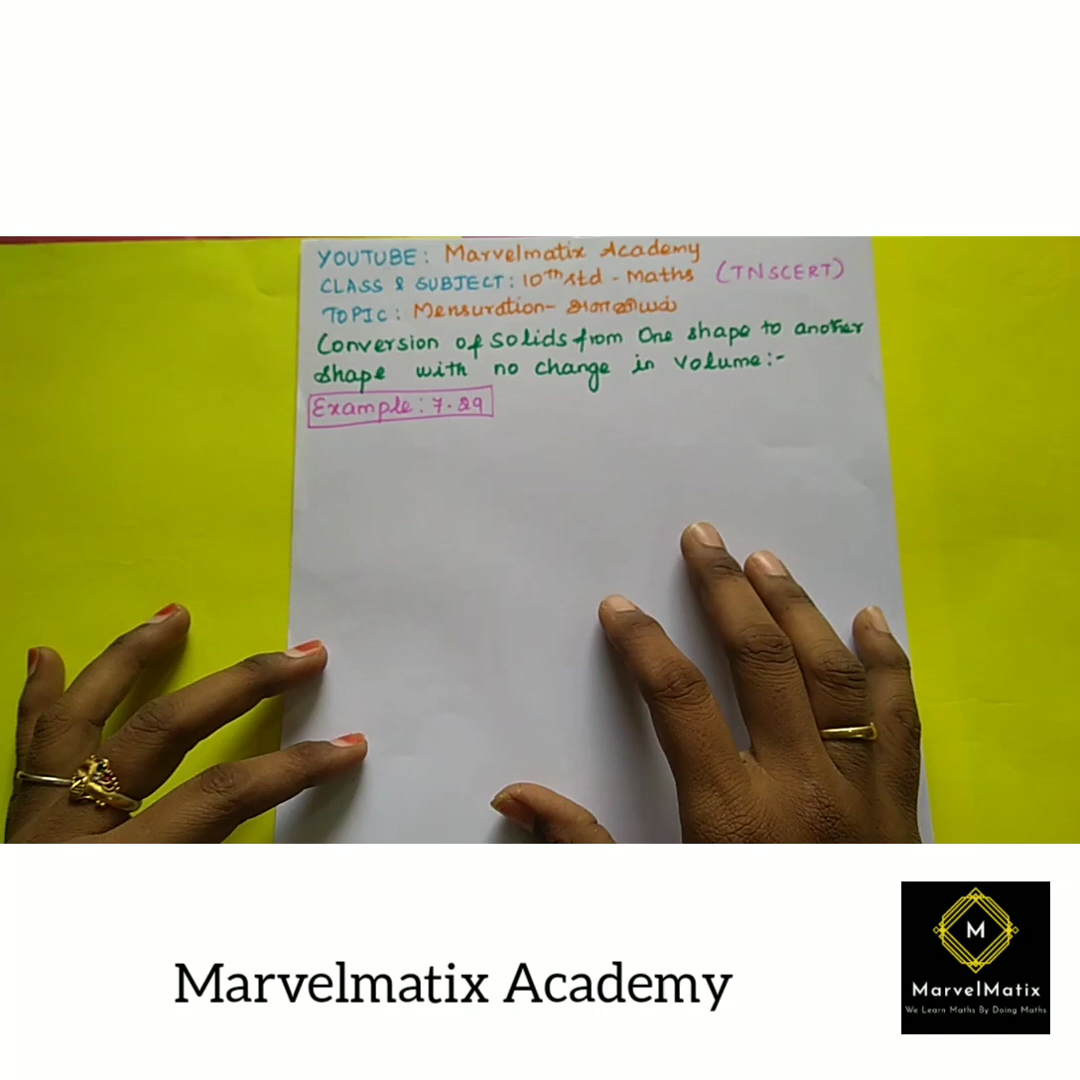 YOUTUBE: Marvelmatix Academy
CLASS & SUBJECT: 10th std - Maths (TNSCERT)
TOPIC: Mensuration- அளவியல்
Conversion of Solids from One shape to another
shape with no change in volume:-
Example: 7.29
Marvelmatix Academy
M
MarvelMatix
We Learn Maths By Doing Maths